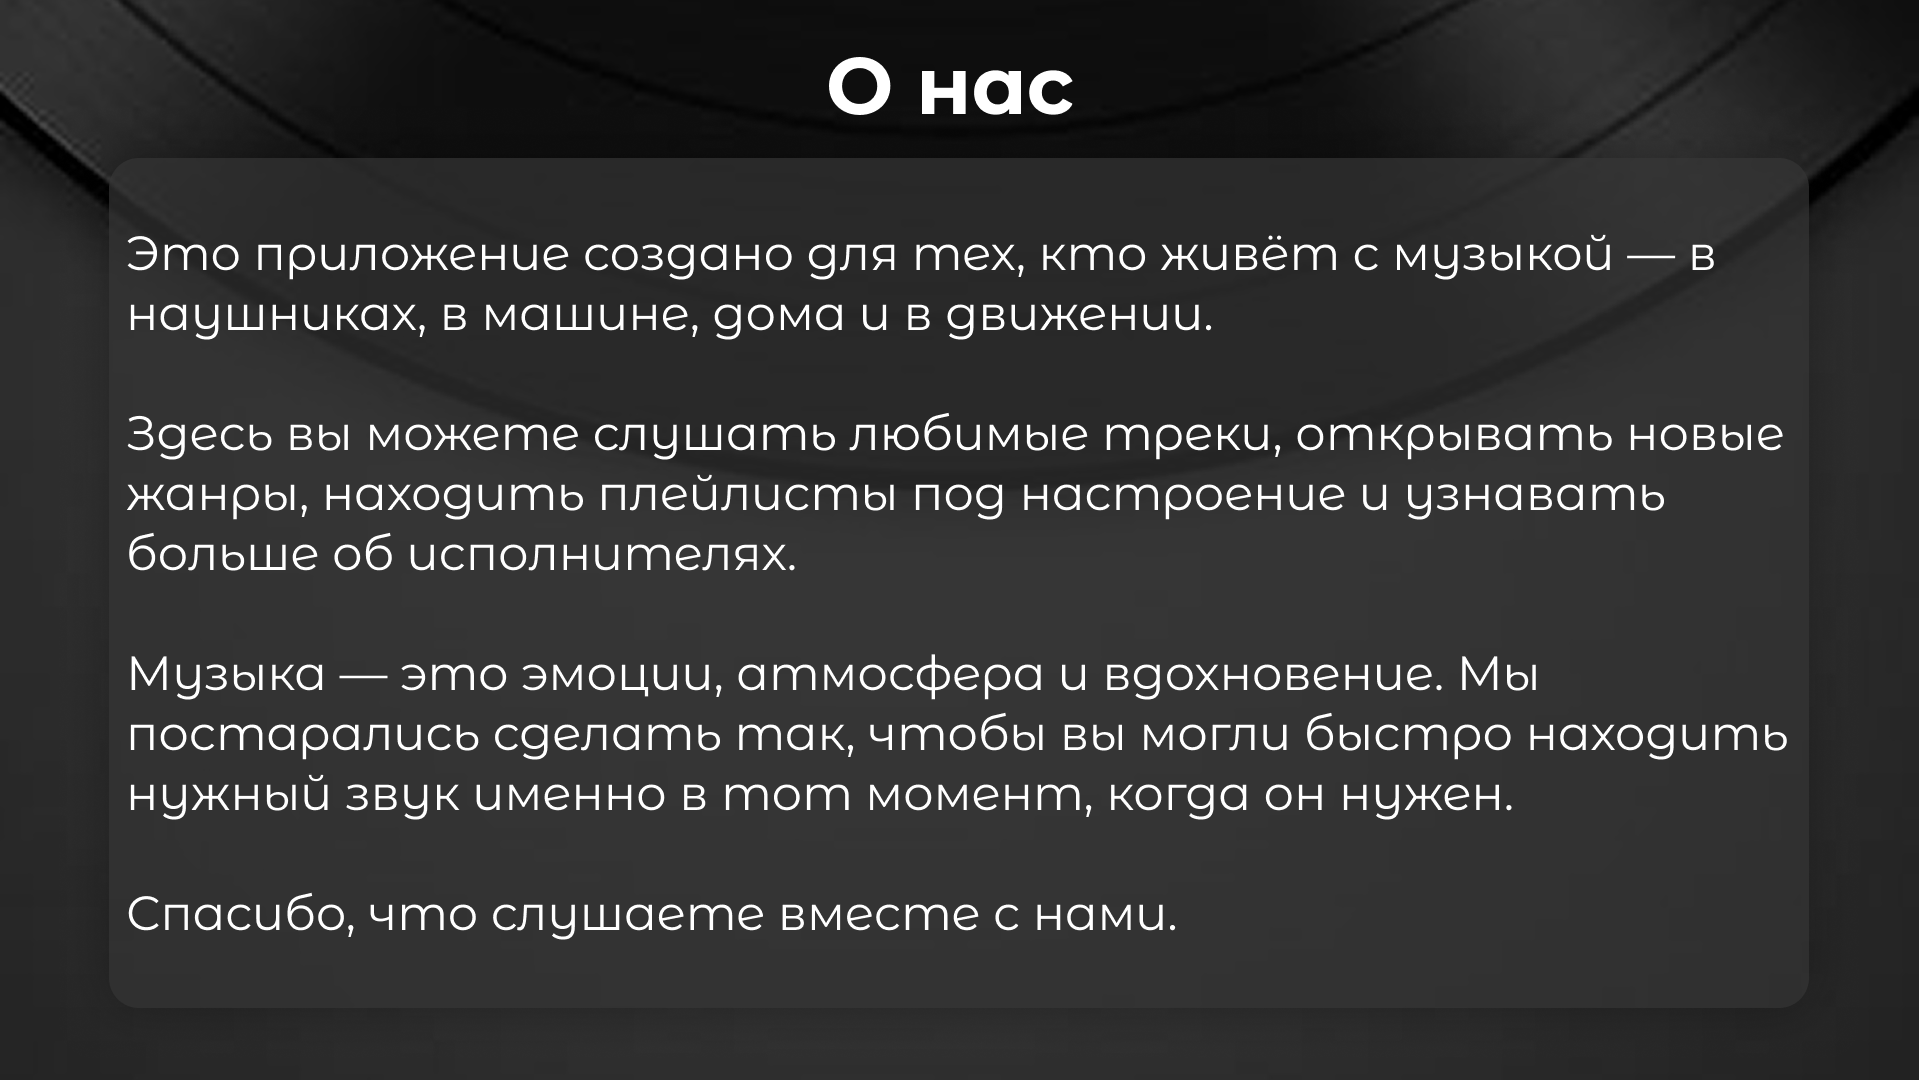 О нас
Это приложение создано для тех, кто живёт с музыкой — в
наушниках, в машине, дома и в движении.
Здесь вы можете слушать любимые треки, открывать новые
жанры, находить плейлисты под настроение и узнавать
больше об исполнителях.
Музыка — это эмоции, атмосфера и вдохновение. Мы
постарались сделать так, чтобы вы могли быстро находить
нужный звук именно в тот момент, когда он нужен.
Спасибо, что слушаете вместе с нами.